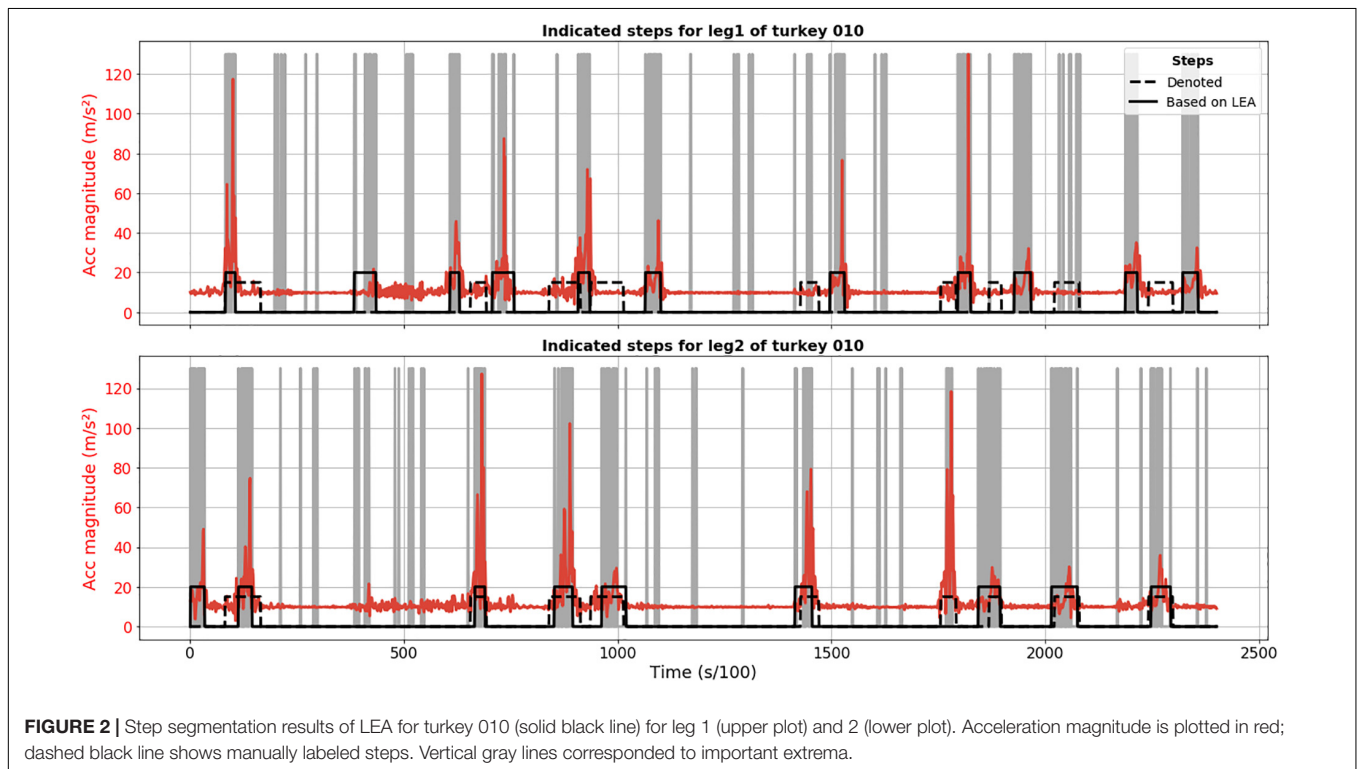 Indicated steps for leg1 of turkey 010
Acc magnitude (m/s²)
120
100
80
60
40
20
0
Steps
Denoted
Based on LEA
Indicated steps for leg2 of turkey 010
Acc magnitude (m/s²)
120
100
80
60
40
20
0
0 500 1000 1500 2000 2500
Time (s/100)
FIGURE 2 | Step segmentation results of LEA for turkey 010 (solid black line) for leg 1 (upper plot) and 2 (lower plot). Acceleration magnitude is plotted in red;
dashed black line shows manually labeled steps. Vertical gray lines corresponded to important extrema.